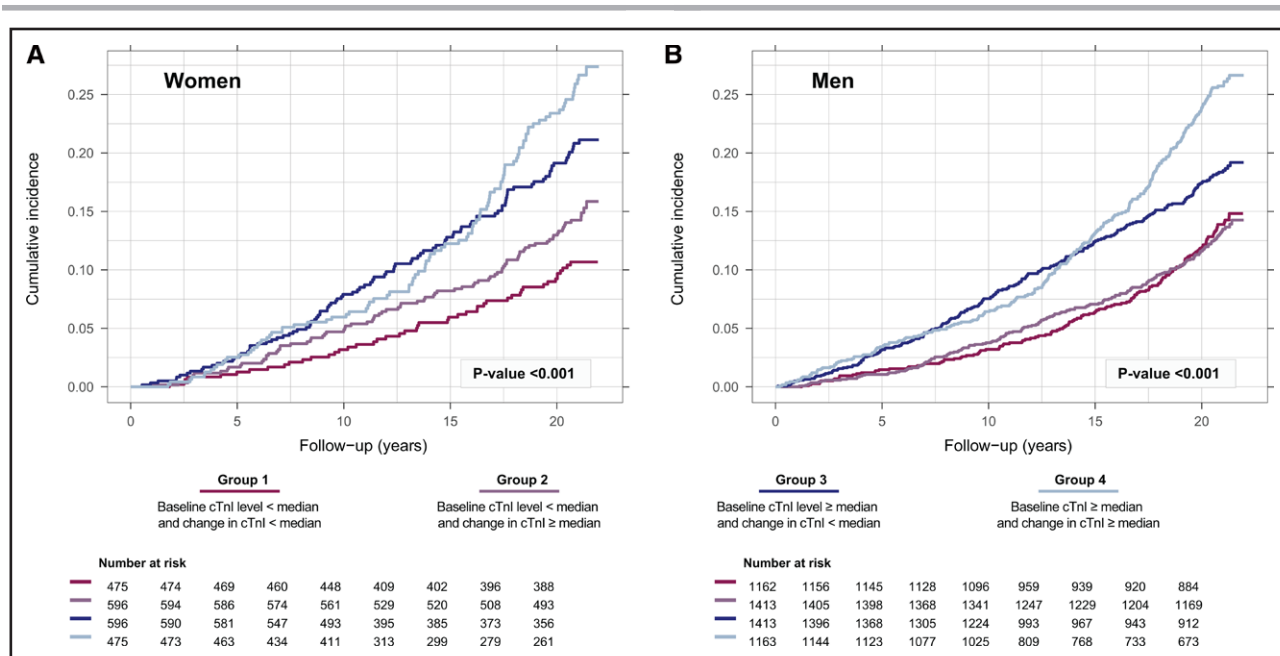 A
Women
Cumulative incidence
0.25
0.20
0.15
0.10
0.05
0.00
P-value <0.001
0 5 10 15 20
Follow−up (years)
B
Men
Cumulative incidence
0.25
0.20
0.15
0.10
0.05
0.00
P-value <0.001
0 5 10 15 20
Follow−up (years)
Group 1
Baseline cTnI level < median
and change in cTnI < median
Group 2
Baseline cTnI level < median
and change in cTnI ≥ median
Group 3
Baseline cTnI level ≥ median
and change in cTnI < median
Group 4
Baseline cTnI ≥ median
and change in cTnI ≥ median
Number at risk
475 474 469 460 448 409 402 396 388
596 594 586 574 561 529 520 508 493
596 590 581 547 493 395 385 373 356
475 473 463 434 411 313 299 279 261
Number at risk
1162 1156 1145 1128 1096 959 939 920 884
1413 1405 1398 1368 1341 1247 1229 1204 1169
1413 1396 1368 1305 1224 993 967 943 912
1163 1144 1123 1077 1025 809 768 733 673